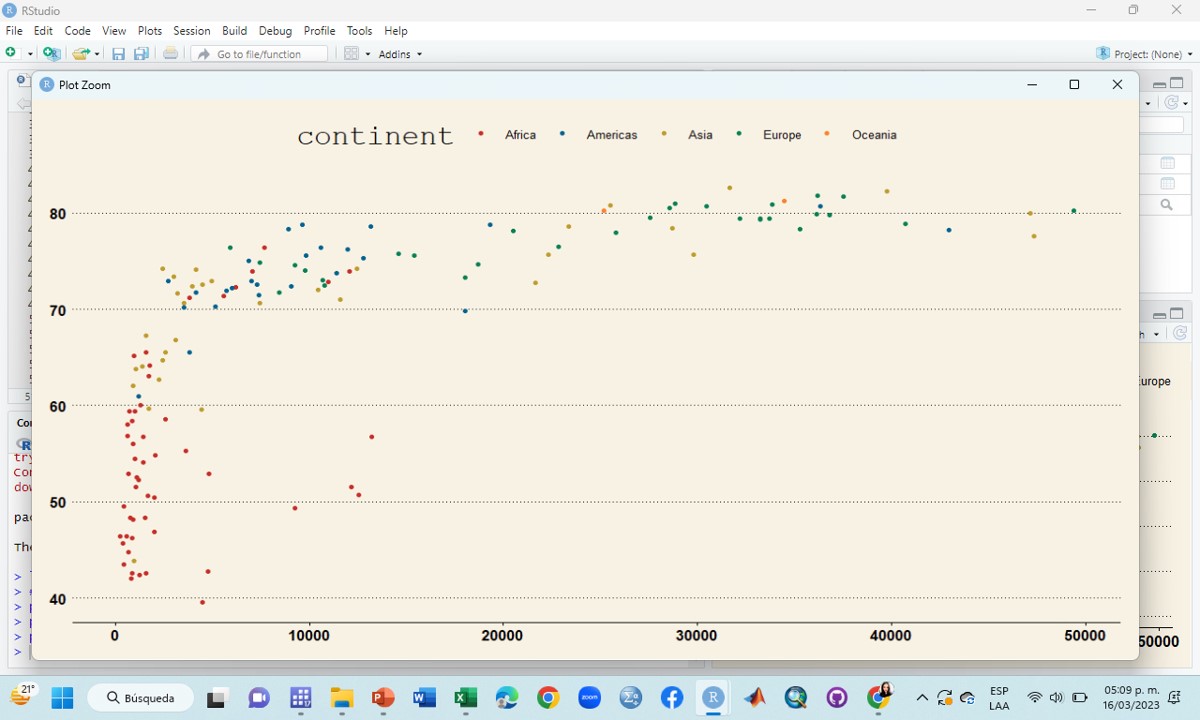 RStudio
File Edit Code View Plots Session Build Debug Profile Tools Help
Go to file/function Addins Project: (None)
Plot Zoom
continent Africa Americas Asia Europe Oceania
80
70
60
50
40
0 10000 20000 30000 40000 50000
urope
50000
Cou
R
try
Cor
dow
pac
The
>
>
>
>
>
>
21° Búsqueda ESP 05:09 p. m.
LAA 16/03/2023